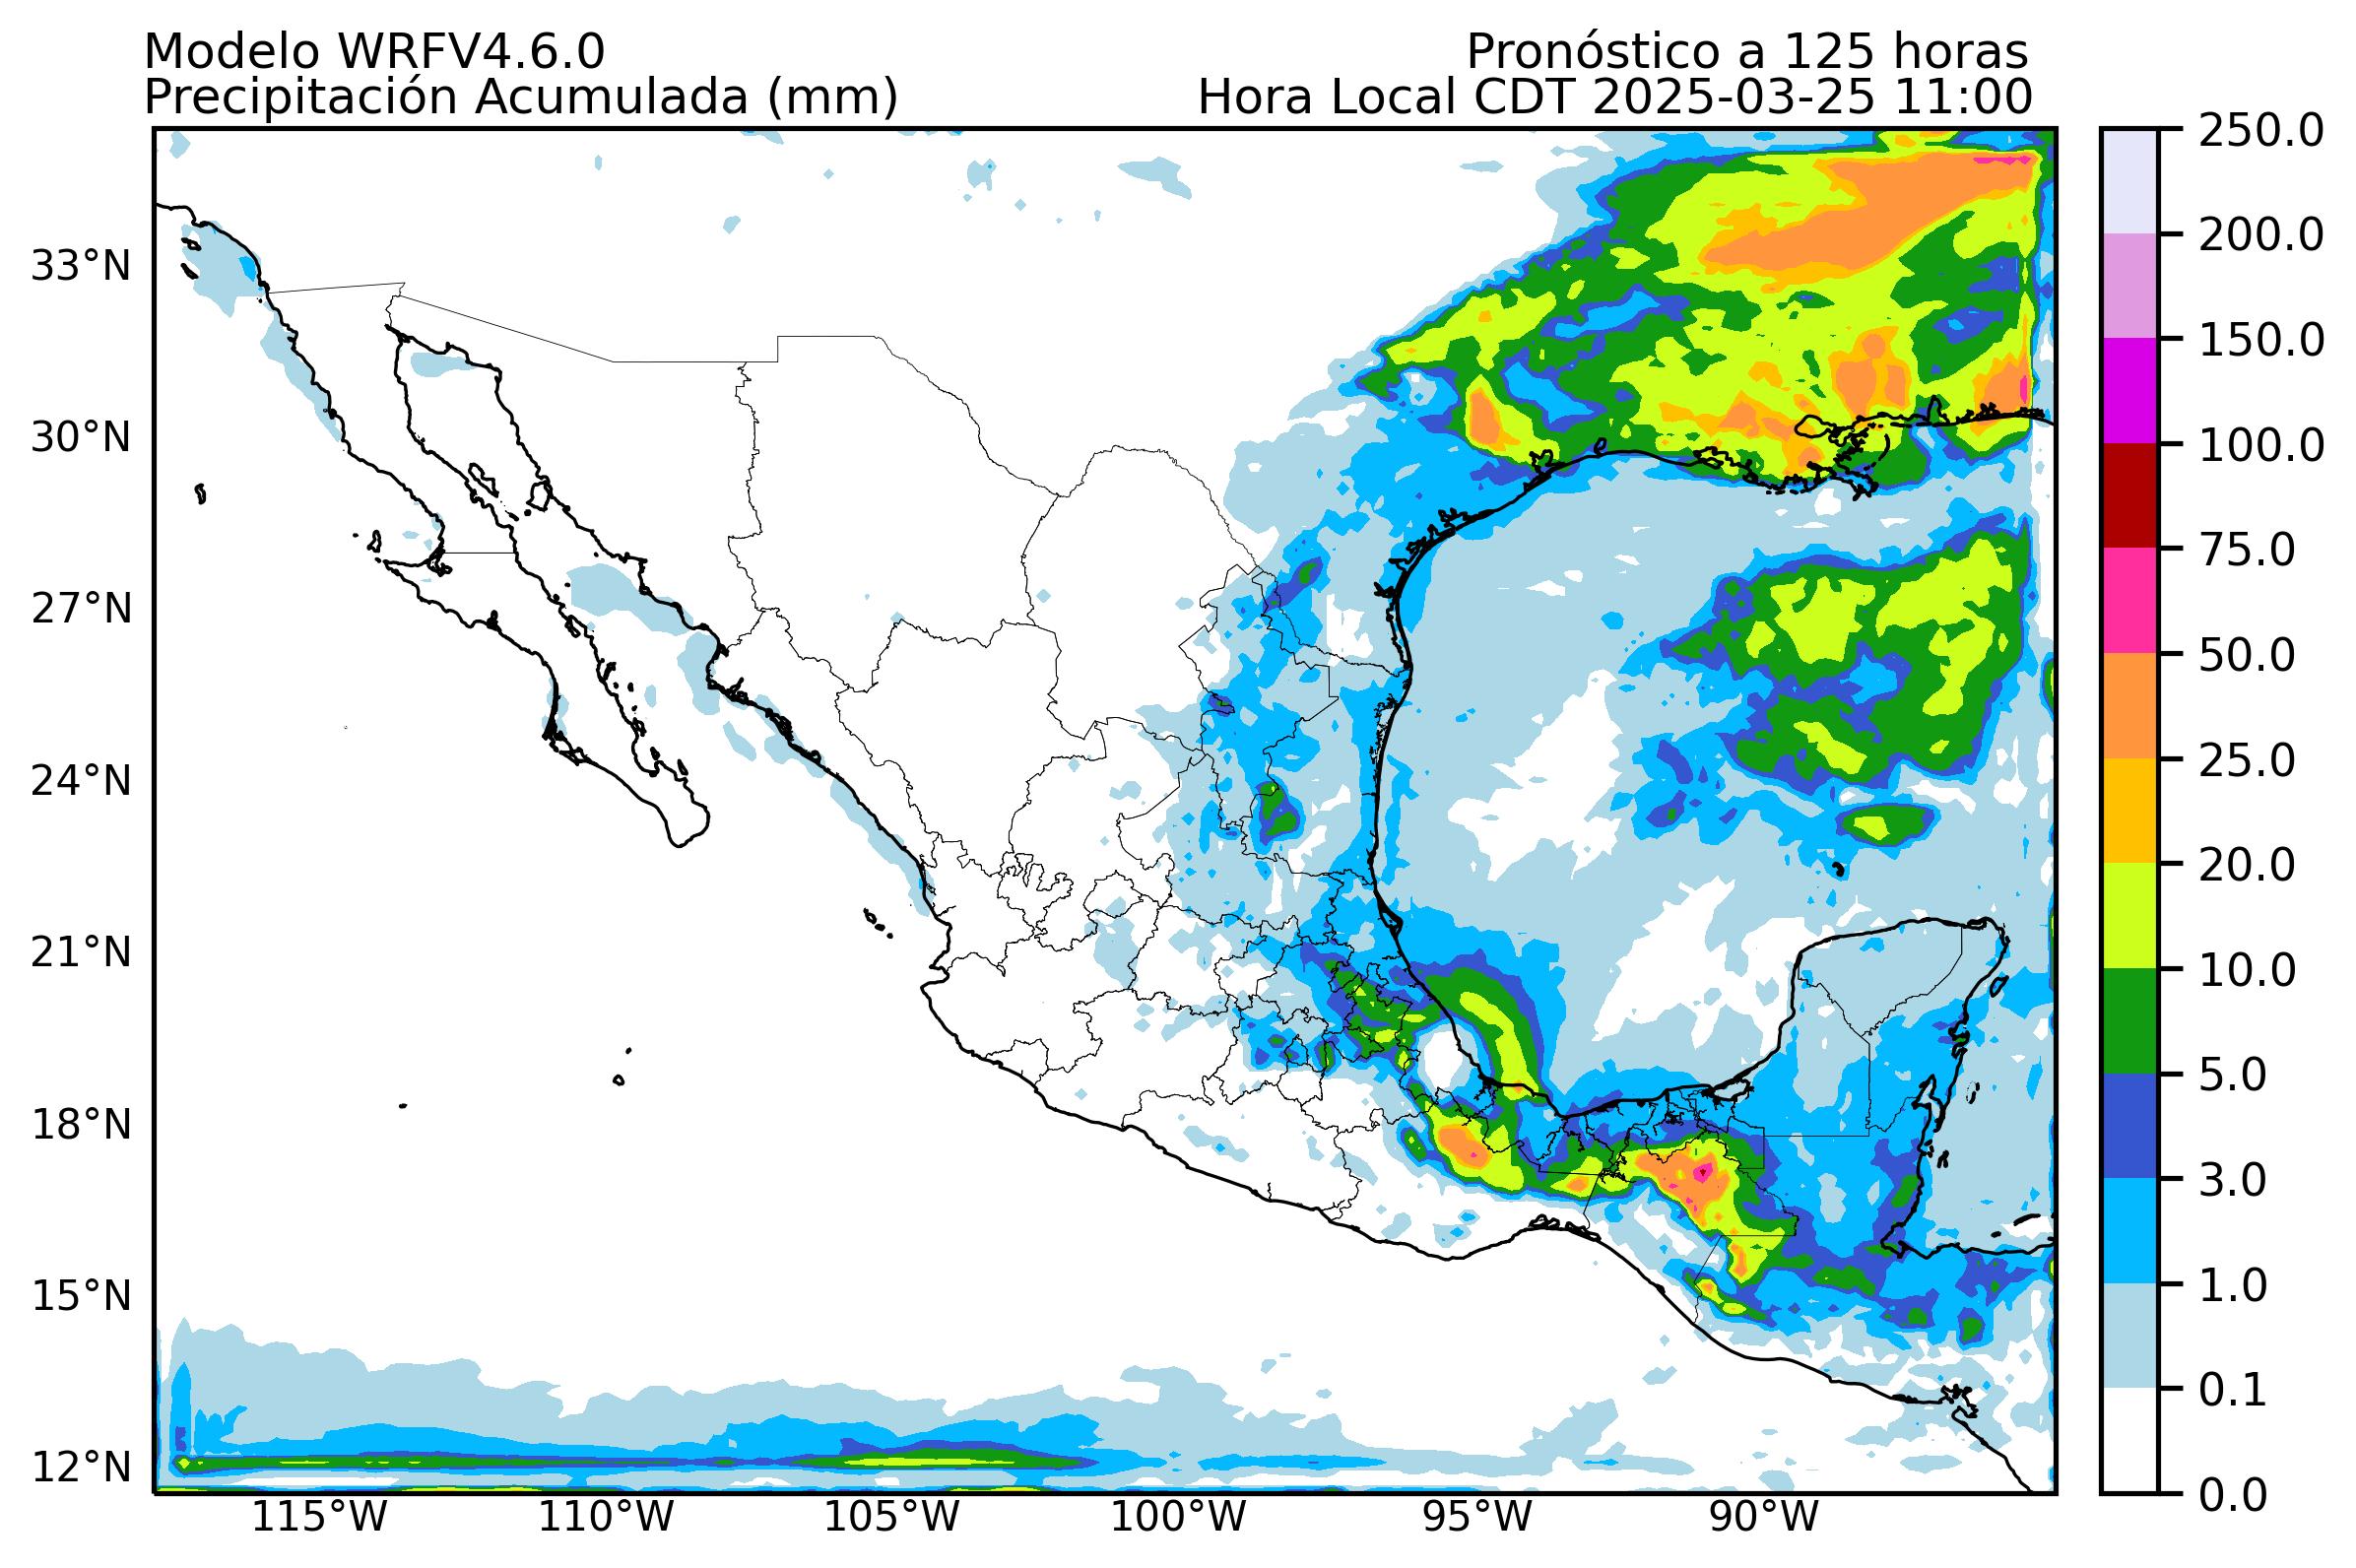 Modelo WRFV4.6.0
Pronóstico a 125 horas
Precipitación Acumulada (mm)
Hora Local CDT 2025-03-25 11:00
250.0
200.0
150.0
100.0
75.0
50.0
25.0
20.0
10.0
5.0
3.0
1.0
0.1
0.0
33°N
30°N
27°N
24°N
21°N
18°N
15°N
12°N
115°W
110°W
105°W
100°W
95°W
90°W